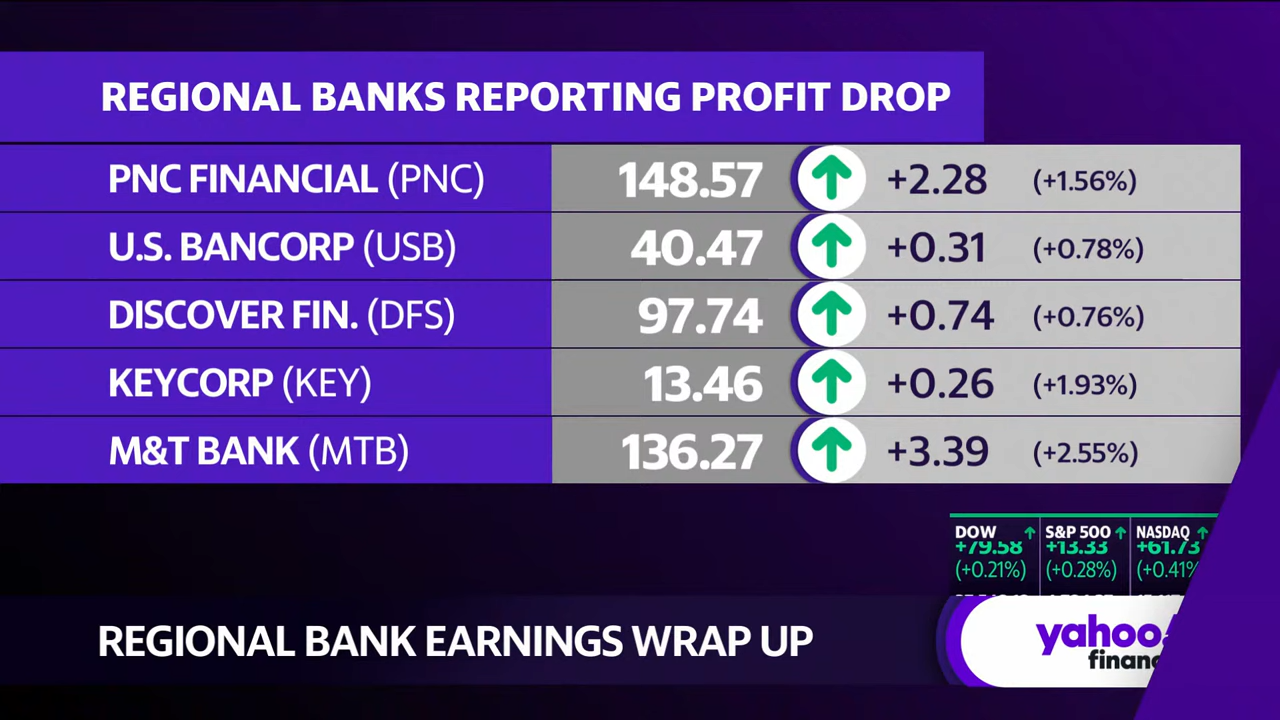 REGIONAL BANKS REPORTING PROFIT DROP
PNC FINANCIAL (PNC) 148.57 +2.28 (+1.56%)
U.S. BANCORP (USB) 40.47 +0.31 (+0.78%)
DISCOVER FIN. (DFS) 97.74 +0.74 (+0.76%)
KEYCORP (KEY) 13.46 +0.26 (+1.93%)
M&T BANK (MTB) 136.27 +3.39 (+2.55%)
DOW S&P 500 NASDAQ
+79.58 +13.33 +61.73
(+0.21%) (+0.28%) (+0.41%
REGIONAL BANK EARNINGS WRAP UP
yahoo!
financ